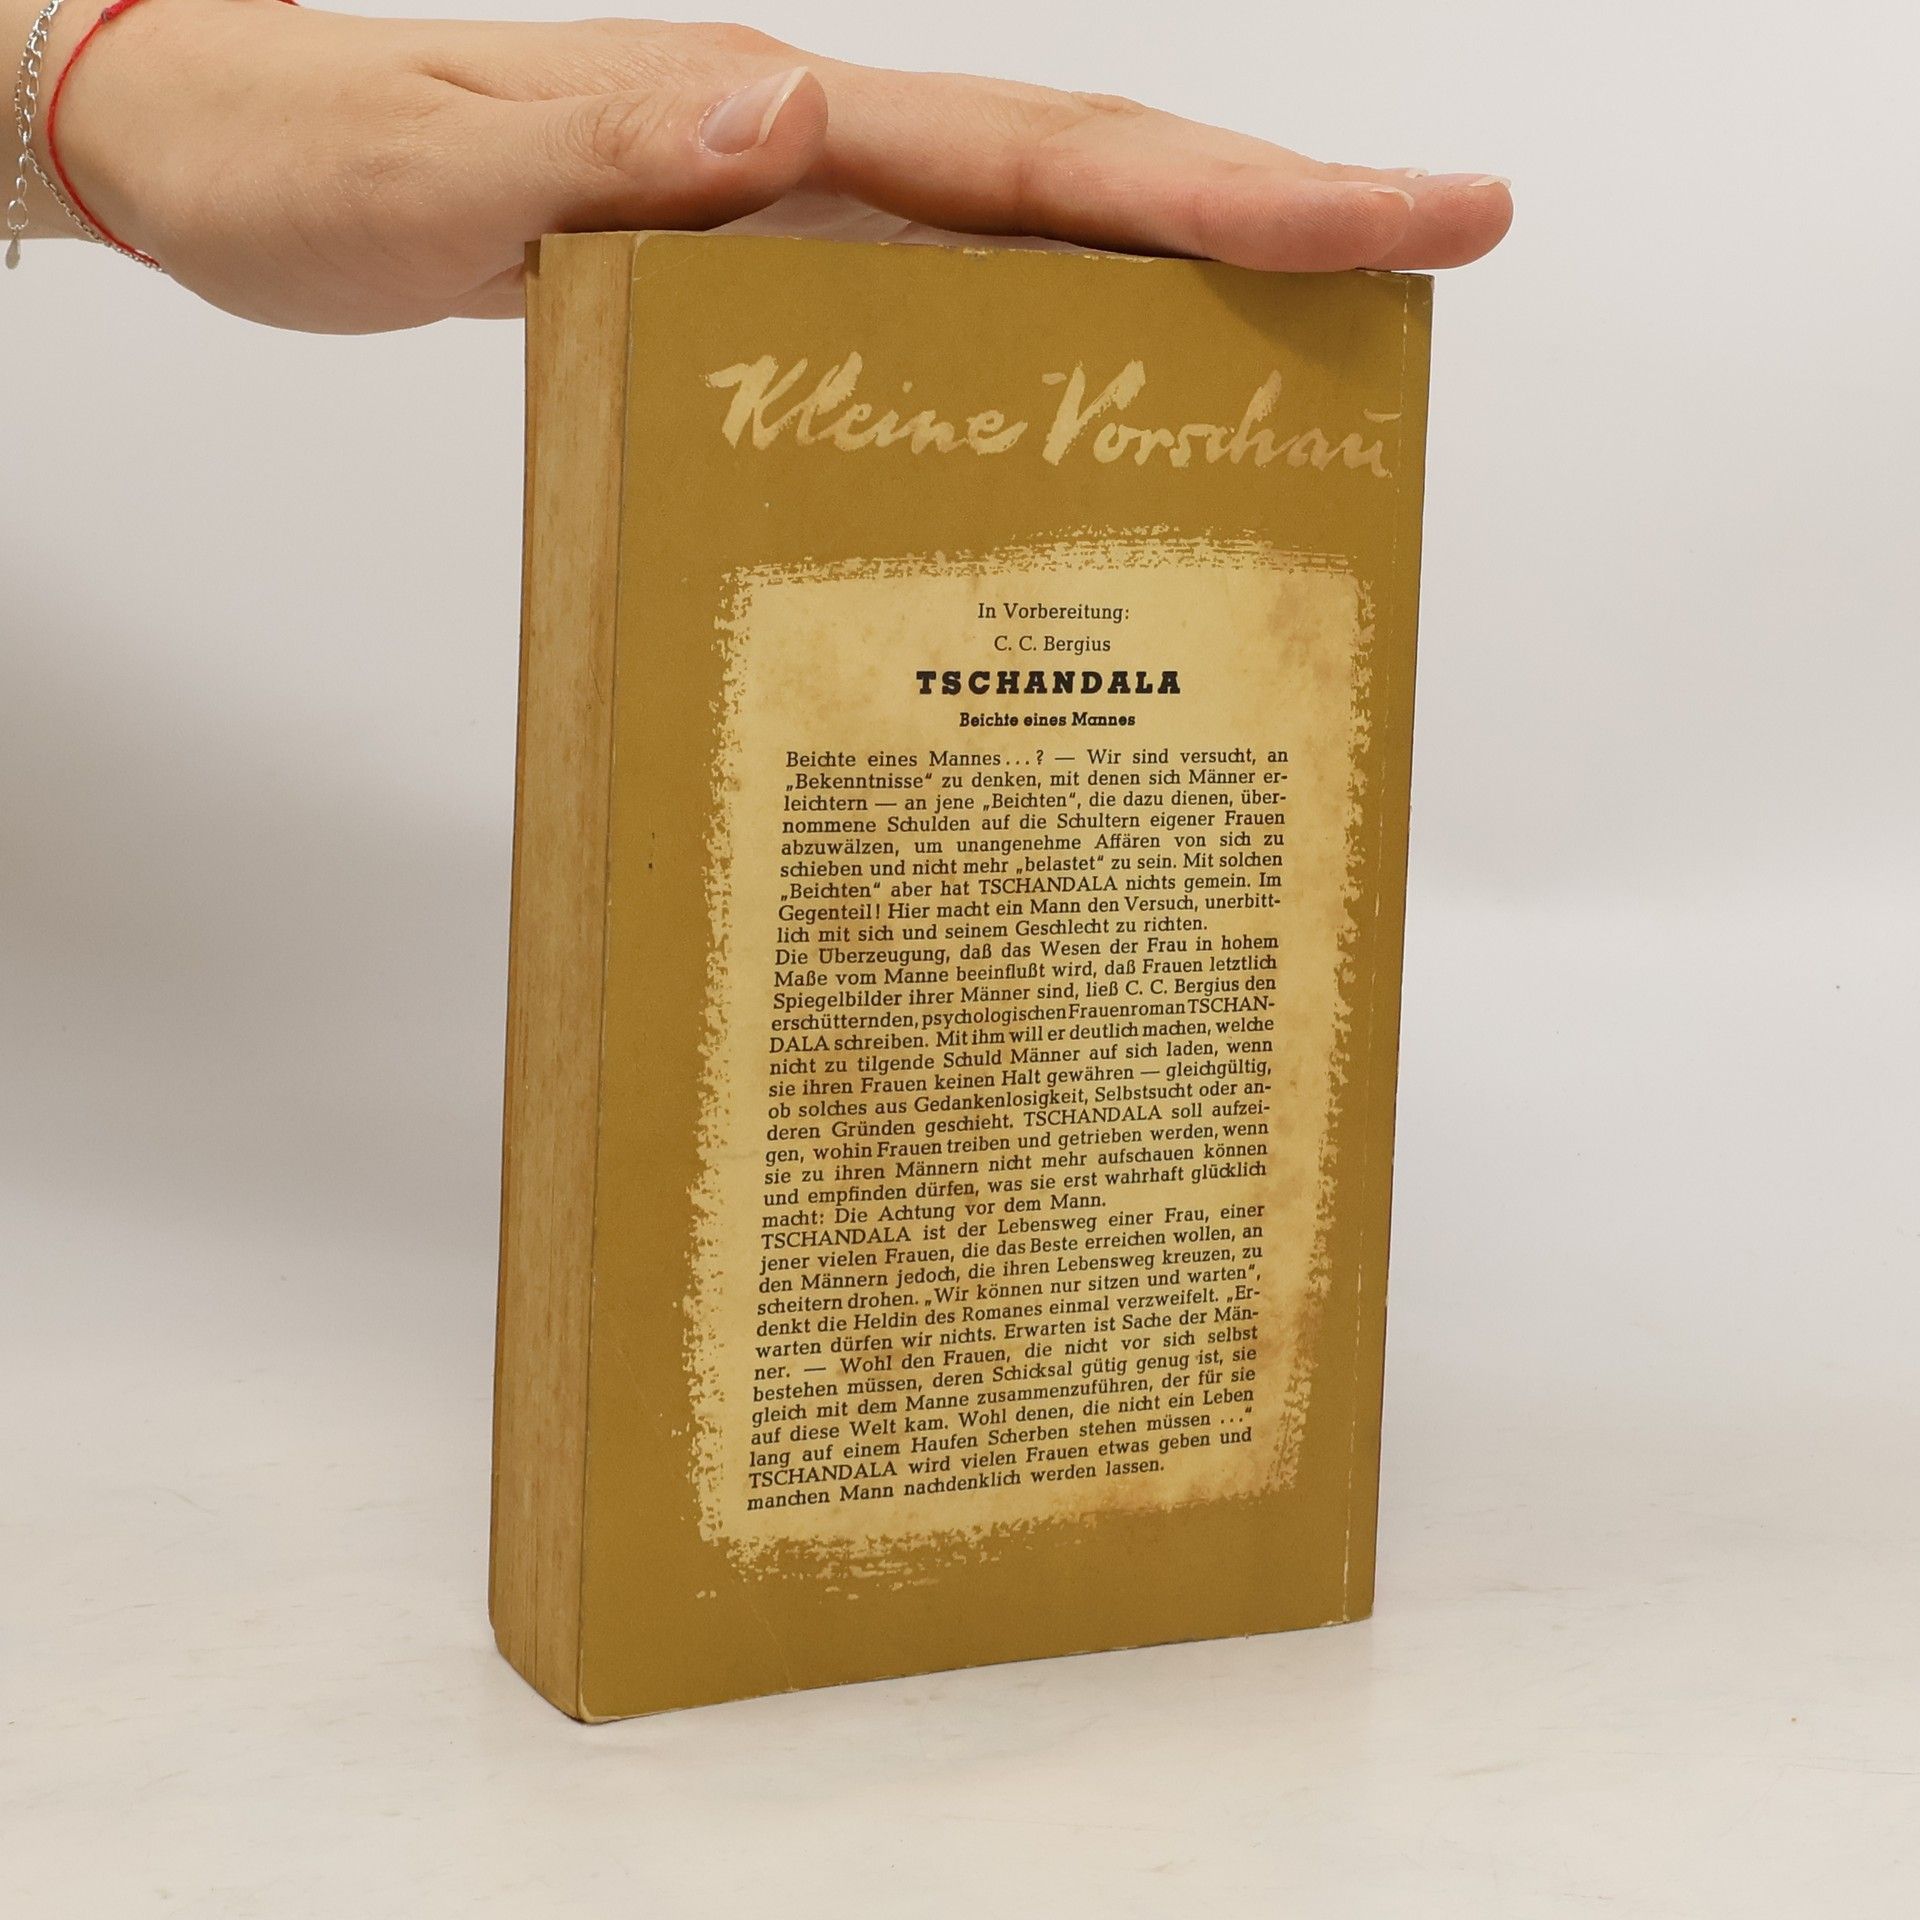 Kleine Vorschau
In Vorbereitung:
C. C. Bergius
TSCHANDALA
Beichte eines Mannes
Beichte eines Mannes...? — Wir sind versucht, an
„Bekenntnisse“ zu denken, mit denen sich Männer er-
leichtern — an jene „Beichten“, die dazu dienen, über-
nommene Schulden auf die Schultern eigener Frauen
abzuwälzen, um unangenehme Affären von sich zu
schieben und nicht mehr „belastet“ zu sein. Mit solchen
„Beichten“ aber hat TSCHANDALA nichts gemein. Im
Gegenteil! Hier macht ein Mann den Versuch, unerbitt-
lich mit sich und seinem Geschlecht zu richten.
Die Überzeugung, daß das Wesen der Frau in hohem
Maße vom Manne beeinflußt wird, daß Frauen letztlich
Spiegelbilder ihrer Männer sind, ließ C. C. Bergius den
erschütternden, psychologischen Frauenroman TSCHAN-
DALA schreiben. Mit ihm will er deutlich machen, welche
nicht zu tilgende Schuld Männer auf sich laden, wenn
sie ihren Frauen keinen Halt gewähren — gleichgültig,
ob solches aus Gedankenlosigkeit, Selbstsucht oder an-
deren Gründen geschieht. TSCHANDALA soll aufzei-
gen, wohin Frauen treiben und getrieben werden, wenn
sie zu ihren Männern nicht mehr aufschauen können
und empfinden dürfen, was sie erst wahrhaft glücklich
macht: Die Achtung vor dem Mann.
TSCHANDALA ist der Lebensweg einer Frau, einer
jener vielen Frauen, die das Beste erreichen wollen, an
den Männern jedoch, die ihren Lebensweg kreuzen, zu
scheitern drohen. „Wir können nur sitzen und warten“,
denkt die Heldin des Romanes einmal verzweifelt. „Er-
warten dürfen wir nichts. Erwarten ist Sache der Män-
ner. — Wohl den Frauen, die nicht vor sich selbst
bestehen müssen, deren Schicksal gütig genug ist, sie
gleich mit dem Manne zusammenzuführen, der für sie
auf diese Welt kam. Wohl denen, die nicht ein Leben
lang auf einem Haufen Scherben stehen müssen ...“
TSCHANDALA wird vielen Frauen etwas geben und
manchen Mann nachdenklich werden lassen.